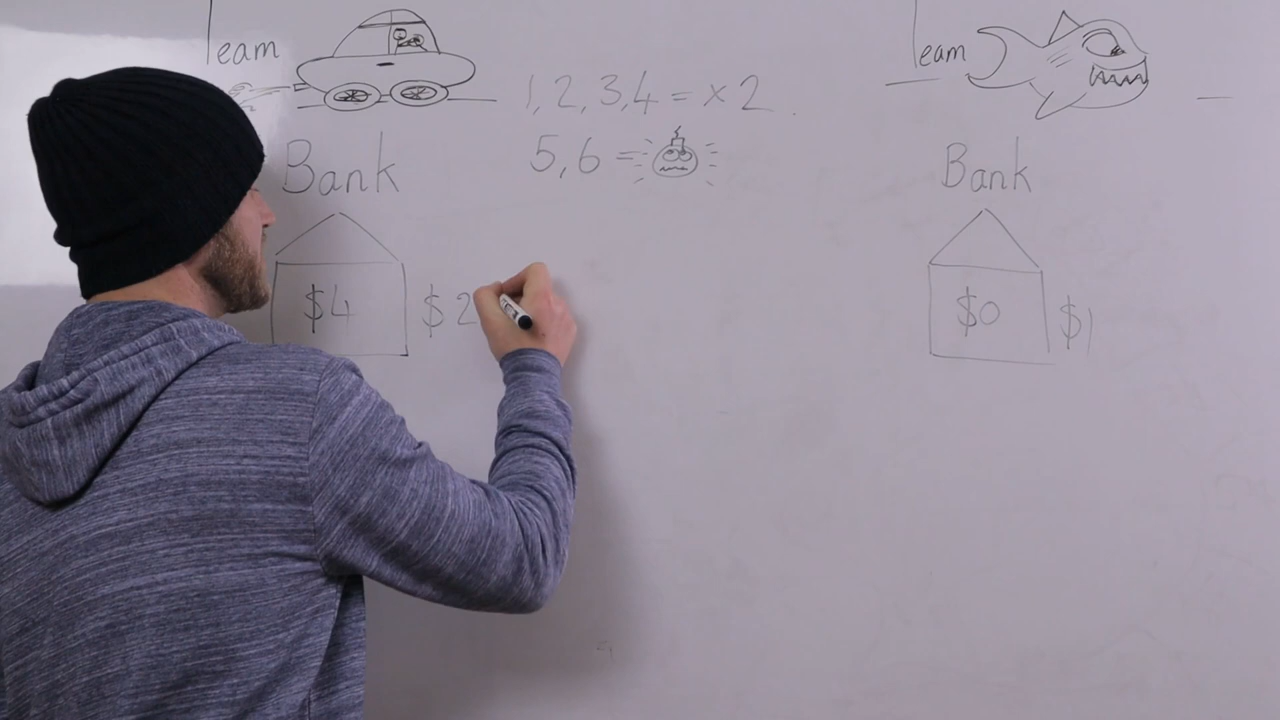 Team
1,2,3,4 = x 2
5,6 =
Bank
$4 $2
Team
Bank
$0 $1